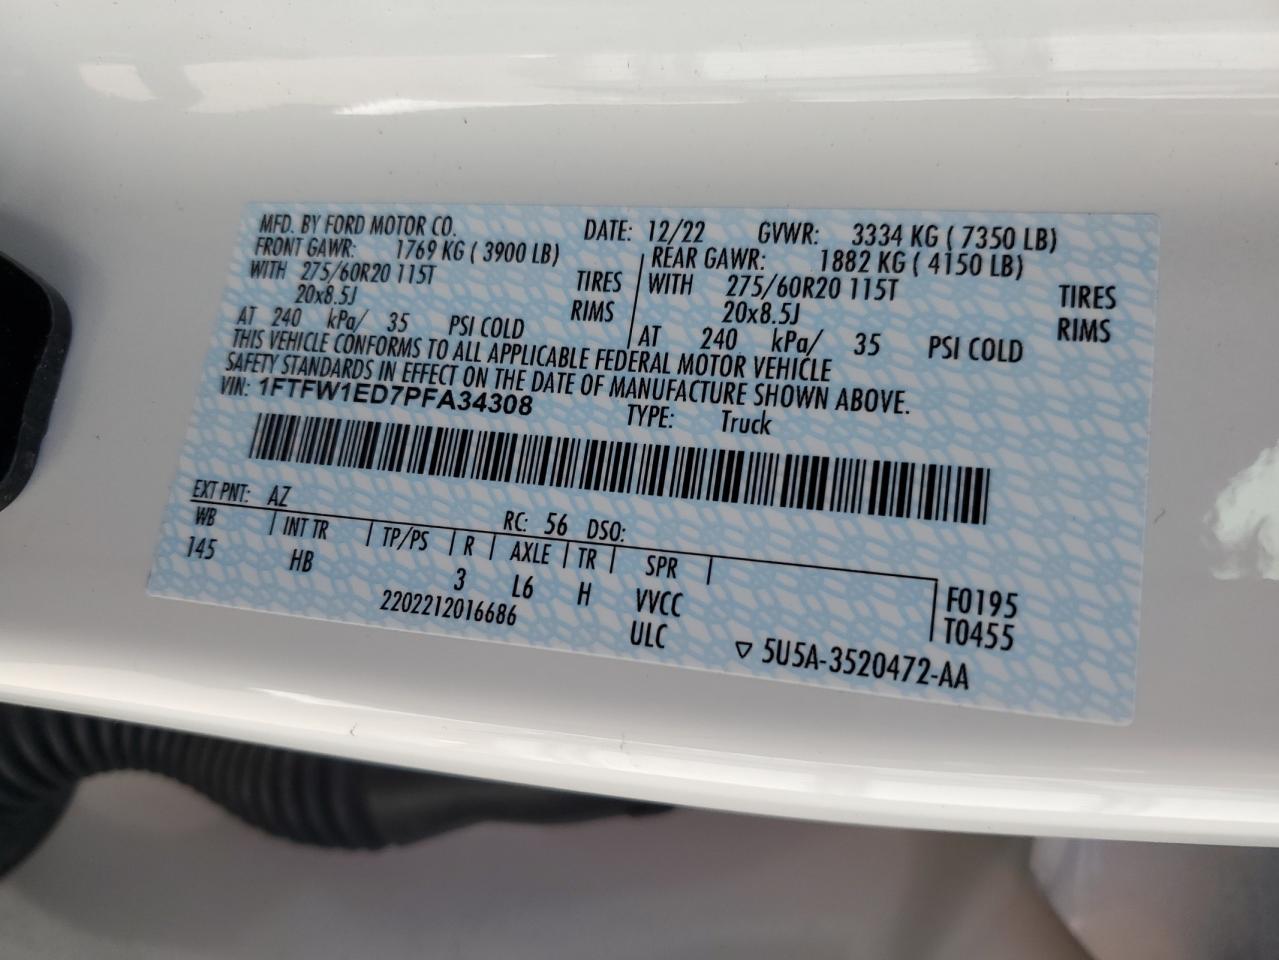 MFD. BY FORD MOTOR CO. DATE: 12/22 GVWR: 3334 KG ( 7350 LB)
FRONT GAWR: 1769 KG ( 3900 LB) REAR GAWR: 1882 KG ( 4150 LB)
WITH 275/60R20 115T TIRES WITH 275/60R20 115T TIRES
20x8.5J RIMS 20x8.5J RIMS
AT 240 kPa/ 35 PSI COLD AT 240 kPa/ 35 PSI COLD
THIS VEHICLE CONFORMS TO ALL APPLICABLE FEDERAL MOTOR VEHICLE
SAFETY STANDARDS IN EFFECT ON THE DATE OF MANUFACTURE SHOWN ABOVE.
VIN: 1FTFW1ED7PFA34308 TYPE: Truck
EXT PNT: AZ RC: 56 DSO:
WB INT TR TP/PS R AXLE TR SPR
145 HB 3 L6 H VVCC F0195
2202212016686 ULC T0455
▽ 5U5A-3520472-AA